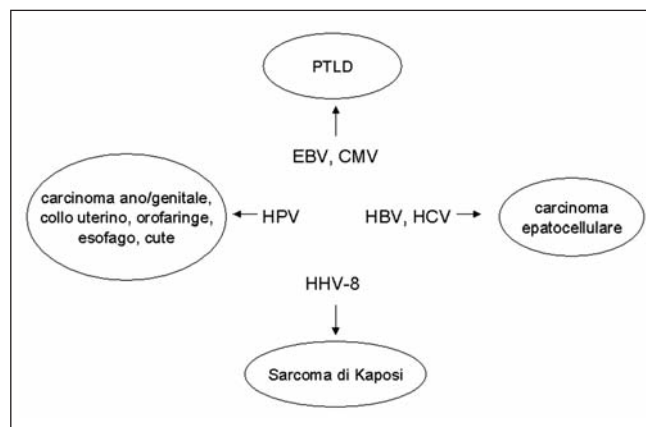 PTLD
EBV, CMV
carcinoma ano/genitale,
collo uterino, orofaringe,
esofago, cute
HPV
HBV, HCV
carcinoma
epatocellulare
HHV-8
Sarcoma di Kaposi